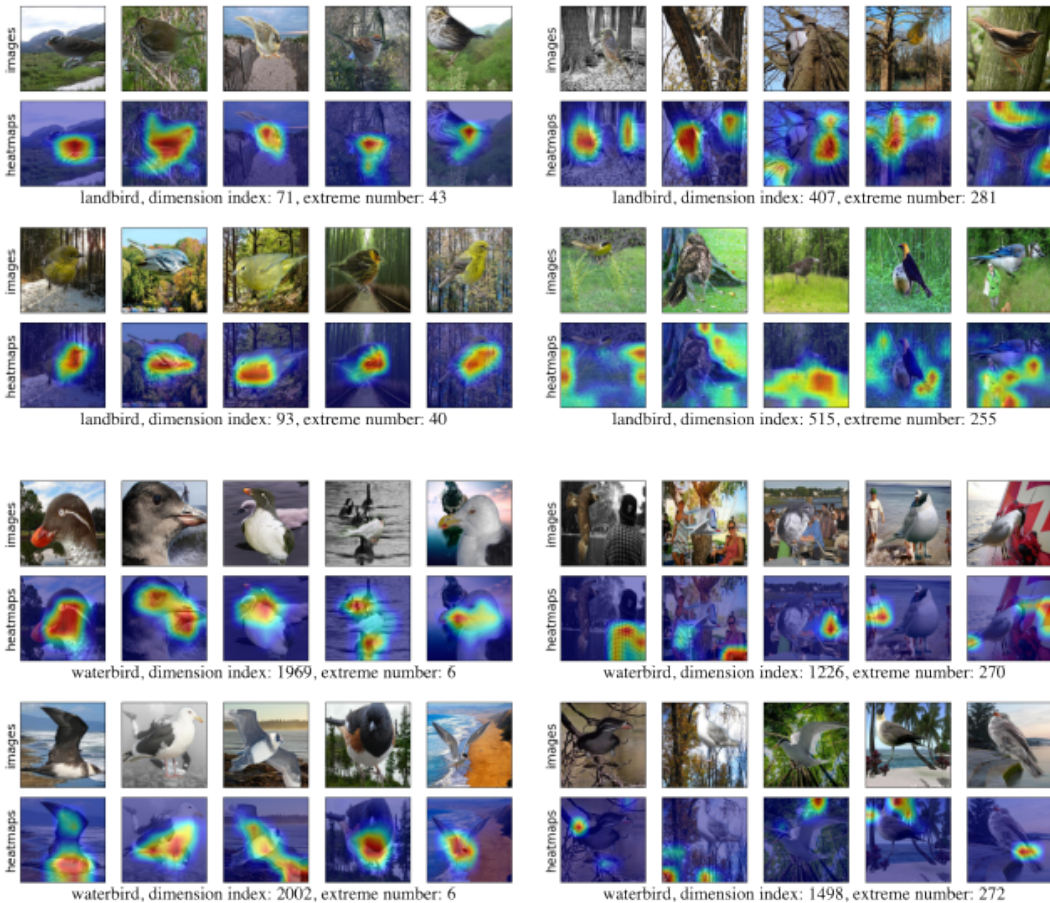 images
images
heatmaps
heatmaps
landbird, dimension index: 71, extreme number: 43
landbird, dimension index: 407, extreme number: 281
images
images
heatmaps
heatmaps
landbird, dimension index: 93, extreme number: 40
landbird, dimension index: 515, extreme number: 255
images
images
heatmaps
heatmaps
waterbird, dimension index: 1969, extreme number: 6
waterbird, dimension index: 1226, extreme number: 270
images
images
heatmaps
heatmaps
waterbird, dimension index: 2002, extreme number: 6
waterbird, dimension index: 1498, extreme number: 272